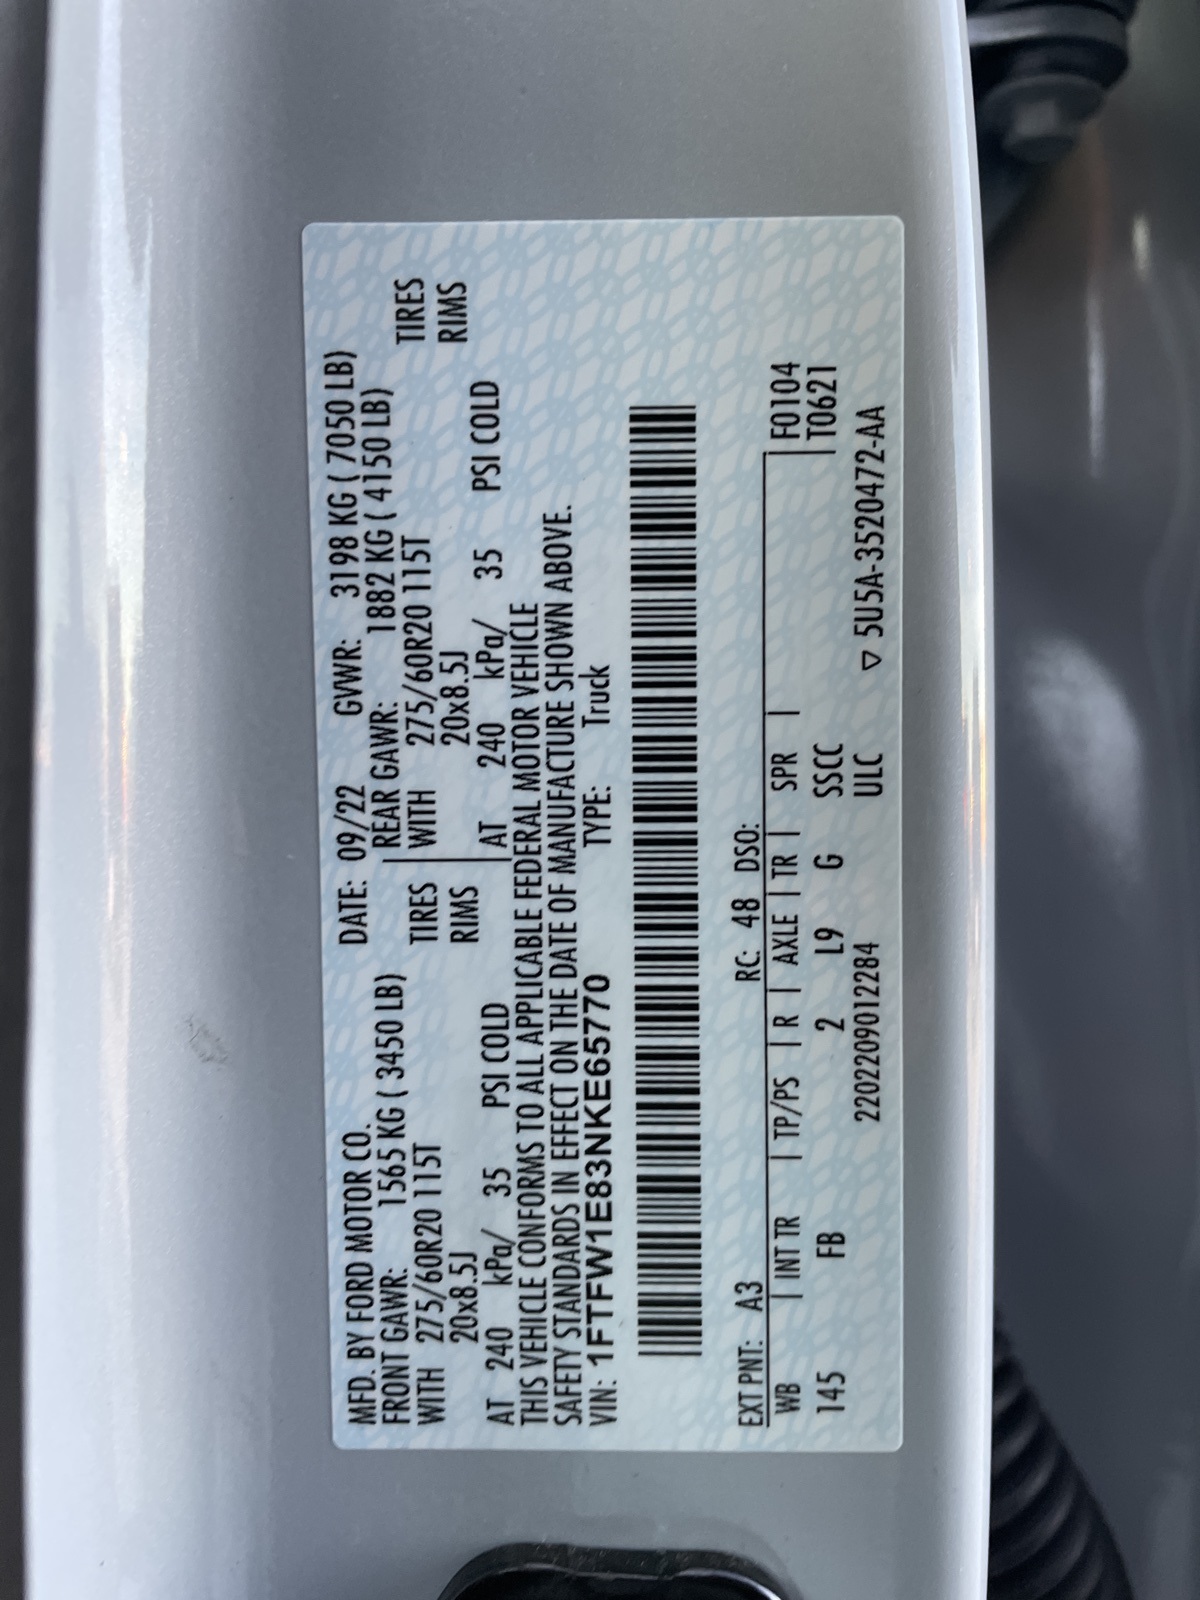 MFD. BY FORD MOTOR CO. DATE: 09/22 GVWR: 3198 KG ( 7050 LB)
FRONT GAWR: 1565 KG ( 3450 LB) REAR GAWR: 1882 KG ( 4150 LB)
WITH 275/60R20 115T TIRES WITH 275/60R20 115T TIRES
20x8.5J RIMS 20x8.5J RIMS
AT 240 kPa/ 35 PSI COLD AT 240 kPa/ 35 PSI COLD
THIS VEHICLE CONFORMS TO ALL APPLICABLE FEDERAL MOTOR VEHICLE
SAFETY STANDARDS IN EFFECT ON THE DATE OF MANUFACTURE SHOWN ABOVE.
VIN: 1FTFW1E83NKE65770 TYPE: Truck
EXT PNT: A3 RC: 48 DSO:
WB | INT TR | TP/PS | R | AXLE | TR | SPR | F0104
145 FB 2 L9 G SSCC T0621
2202209012284 ULC ▽ 5U5A-3520472-AA